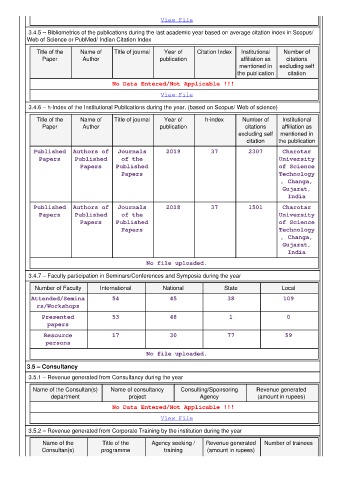 View File
3.4.5 – Bibliometrics of the publications during the last academic year based on average citation index in Scopus/
Web of Science or PubMed/ Indian Citation Index
Title of the Paper | Name of Author | Title of journal | Year of publication | Citation Index | Institutional affiliation as mentioned in the publication | Number of citations excluding self citation
No Data Entered/Not Applicable !!!
View File
3.4.6 – h-Index of the Institutional Publications during the year. (based on Scopus/ Web of science)
Title of the Paper | Name of Author | Title of journal | Year of publication | h-index | Number of citations excluding self citation | Institutional affiliation as mentioned in the publication
Published Papers | Authors of Published Papers | Journals of the Published Papers | 2019 | 37 | 2307 | Charotar University of Science Technology , Changa, Gujarat, India
Published Papers | Authors of Published Papers | Journals of the Published Papers | 2018 | 37 | 1501 | Charotar University of Science Technology , Changa, Gujarat, India
No file uploaded.
3.4.7 – Faculty participation in Seminars/Conferences and Symposia during the year
Number of Faculty | International | National | State | Local
Attended/Seminars/Workshops | 54 | 45 | 38 | 109
Presented papers | 53 | 48 | 1 | 0
Resource persons | 17 | 30 | 77 | 59
No file uploaded.
3.5 – Consultancy
3.5.1 – Revenue generated from Consultancy during the year
Name of the Consultan(s) department | Name of consultancy project | Consulting/Sponsoring Agency | Revenue generated (amount in rupees)
No Data Entered/Not Applicable !!!
View File
3.5.2 – Revenue generated from Corporate Training by the institution during the year
Name of the Consultan(s) | Title of the programme | Agency seeking / training | Revenue generated (amount in rupees) | Number of trainees